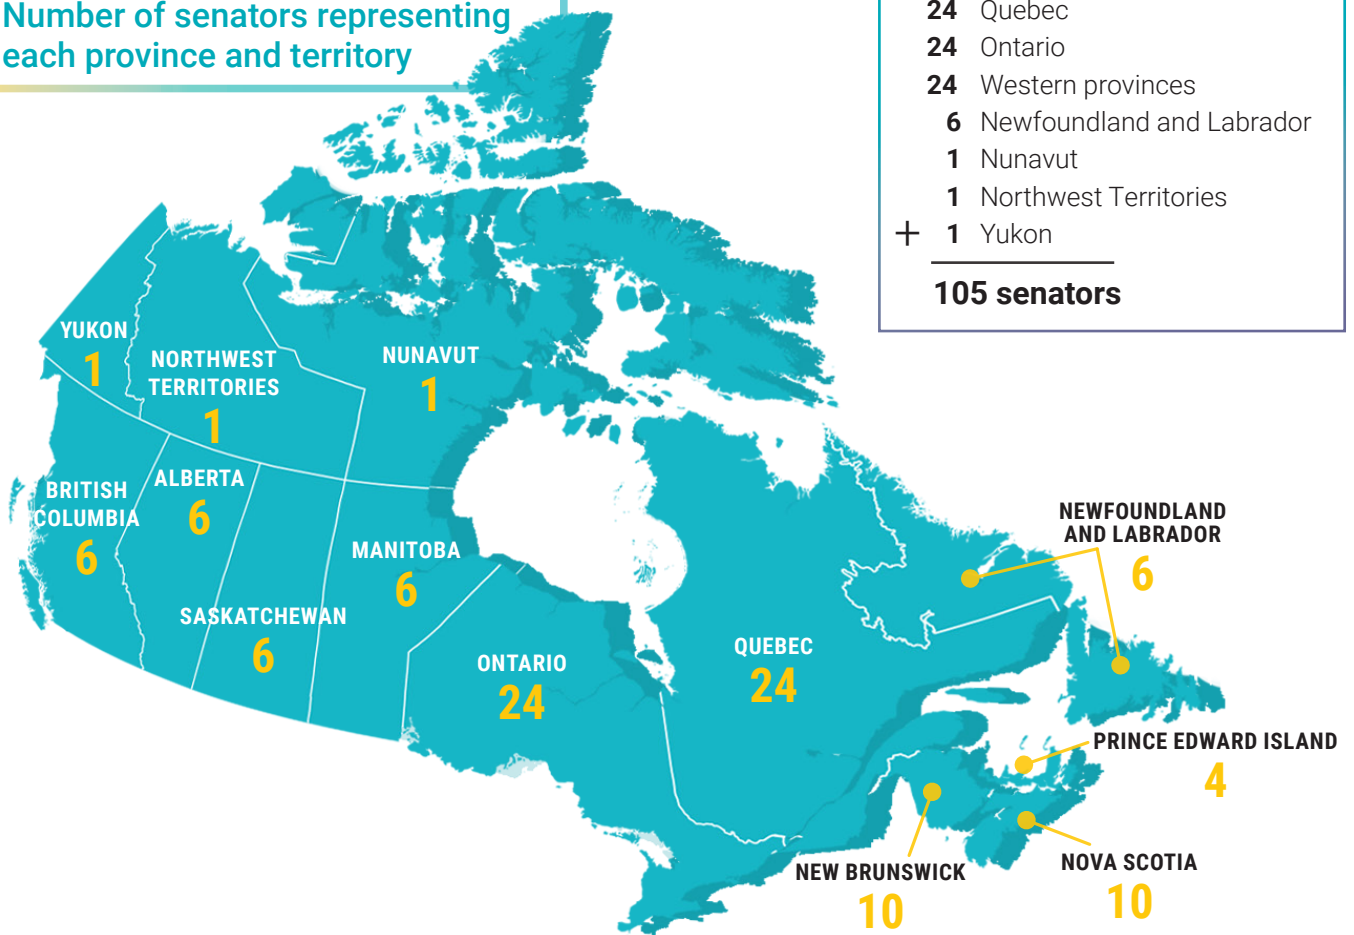 Number of senators representing
each province and territory
24 Quebec
24 Ontario
24 Western provinces
6 Newfoundland and Labrador
1 Nunavut
1 Northwest Territories
+ 1 Yukon
105 senators
YUKON
1
NORTHWEST
TERRITORIES
1
NUNAVUT
1
BRITISH
COLUMBIA
6
ALBERTA
6
SASKATCHEWAN
6
MANITOBA
6
ONTARIO
24
QUEBEC
24
NEWFOUNDLAND
AND LABRADOR
6
PRINCE EDWARD ISLAND
4
NOVA SCOTIA
10
NEW BRUNSWICK
10